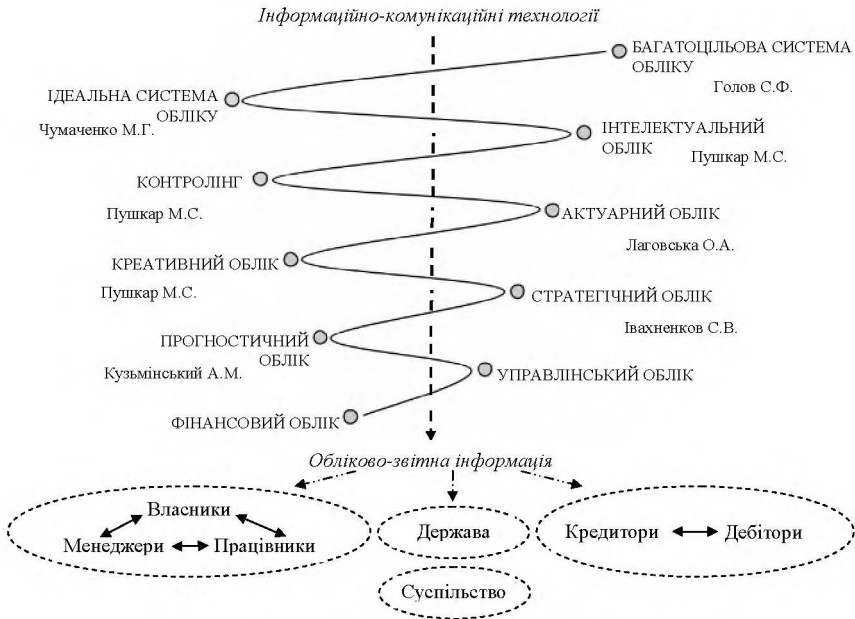 Інформаційно-комунікаційні технології
БАГАТОЦІЛЬОВА СИСТЕМА
ОБЛІКУ
Голов С.Ф.
ІДЕАЛЬНА СИСТЕМА
ОБЛІКУ
Чумаченко М.Г.
ІНТЕЛЕКТУАЛЬНИЙ
ОБЛІК
Пушкар М.С.
КОНТРОЛІНГ
Пушкар М.С.
АКТУАРНИЙ ОБЛІК
Лаговська О.А.
КРЕАТИВНИЙ ОБЛІК
Пушкар М.С.
СТРАТЕГІЧНИЙ ОБЛІК
Івахненков С.В.
ПРОГНОСТИЧНИЙ
ОБЛІК
Кузьмінський А.М.
УПРАВЛІНСЬКИЙ ОБЛІК
ФІНАНСОВИЙ ОБЛІК
Обліково-звітна інформація
Власники
Менеджери
Працівники
Держава
Кредитори
Дебітори
Суспільство